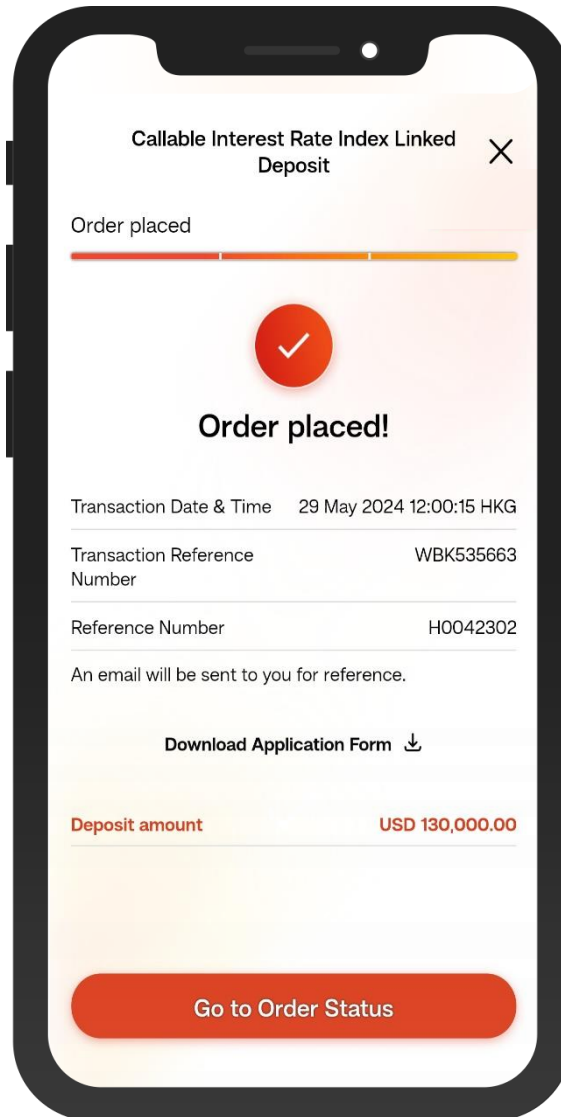 Callable Interest Rate Index Linked
Deposit
Order placed
Order placed!
Transaction Date & Time 29 May 2024 12:00:15 HKG
Transaction Reference WBK535663
Number
Reference Number H0042302
An email will be sent to you for reference.
Download Application Form
Deposit amount USD 130,000.00
Go to Order Status